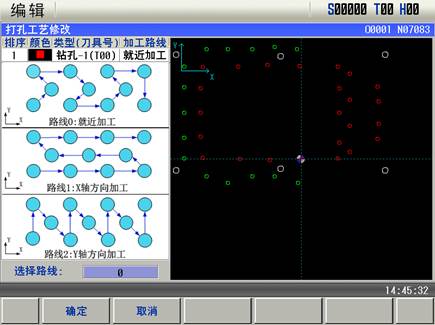 编辑
S00000 T00 H00
打孔工艺修改
O0001 N07083
排序 颜色 类型(刀具号) 加工路线
1 钻孔-1(T00) 就近加工
Y
X
Y
X
路线0:就近加工
Y
X
路线1:X轴方向加工
Y
X
路线2:Y轴方向加工
选择路线: 0
14:45:32
确定 取消